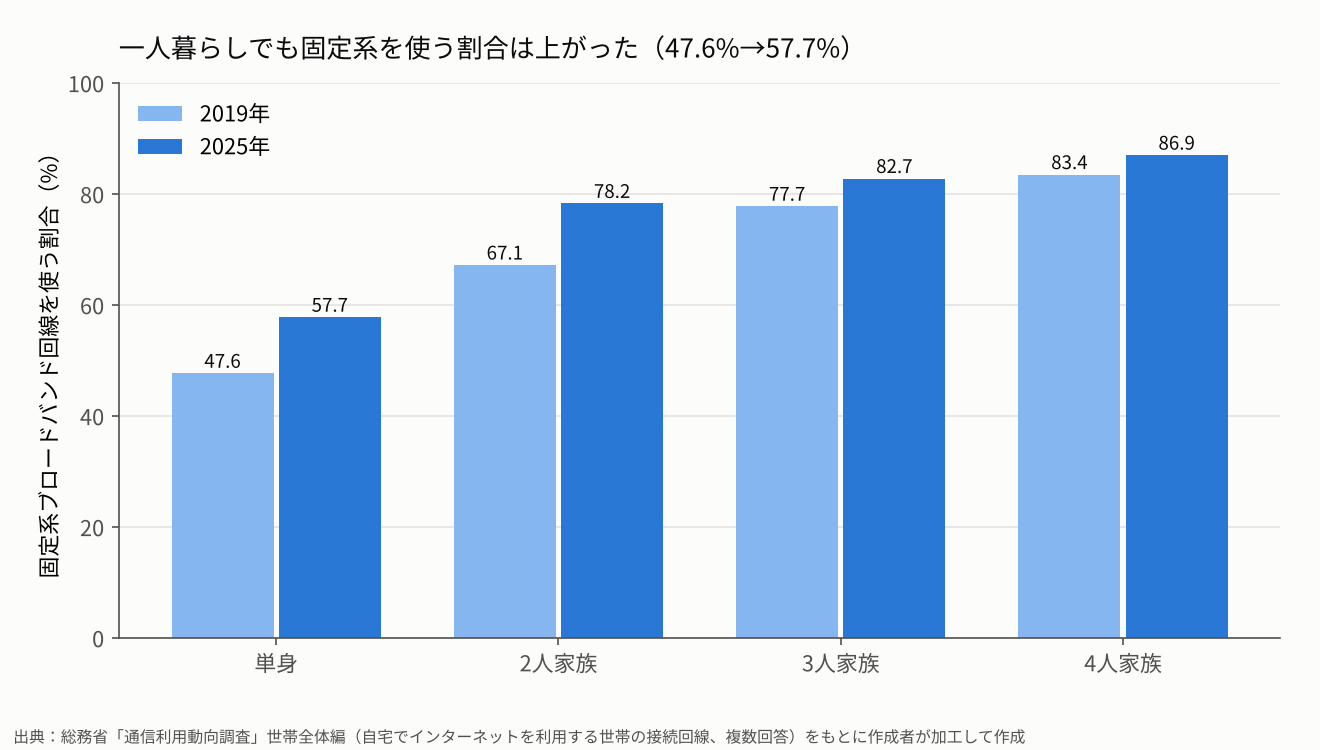 一人暮らしでも固定系を使う割合は上がった（47.6%→57.7%）
固定系ブロードバンド回線を使う割合（%）
100
80
60
40
20
0
2019年
2025年
47.6
57.7
67.1
78.2
77.7
82.7
83.4
86.9
単身
2人家族
3人家族
4人家族
出典：総務省「通信利用動向調査」世帯全体編（自宅でインターネットを利用する世帯の接続回線、複数回答）をもとに作成者が加工して作成